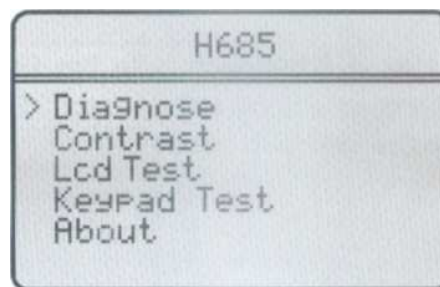 H685
> Diagnose
Contrast
Lcd Test
Keypad Test
About